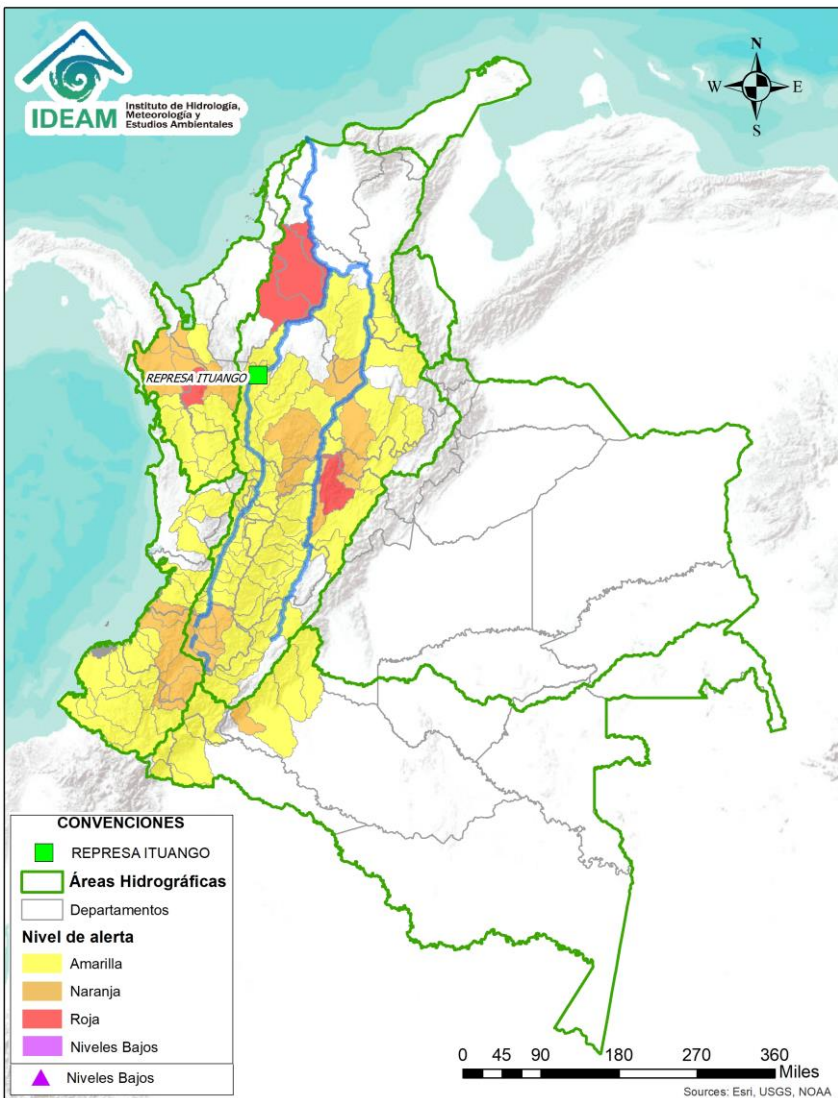 IDEAM
Instituto de Hidrología,
Meteorología y
Estudios Ambientales
N
W
E
S
REPRESA ITUANGO
CONVENCIONES
REPRESA ITUANGO
Áreas Hidrográficas
Departamentos
Nivel de alerta
Amarilla
Naranja
Roja
Niveles Bajos
Niveles Bajos
0 45 90 180 270 360
Miles
Sources: Esri, USGS, NOAA